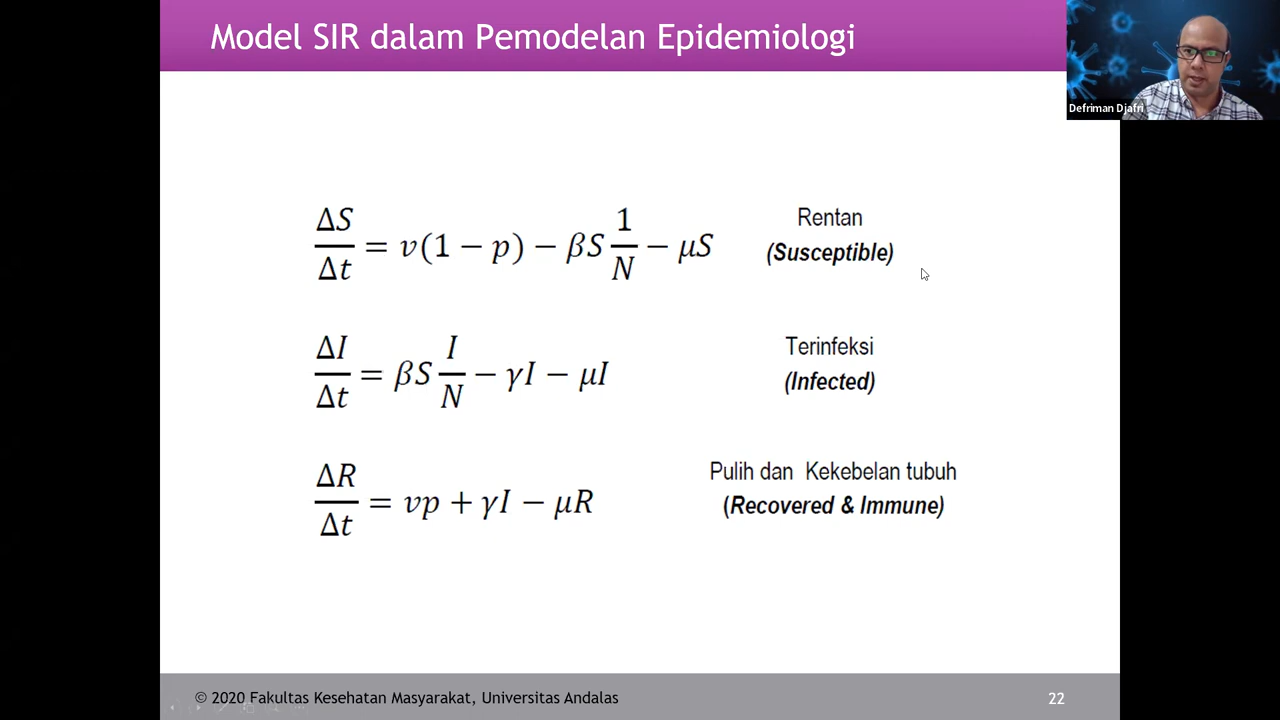 Model SIR dalam Pemodelan Epidemiologi
Defriman Djafri
ΔS/Δt = v(1 − p) − βS 1/N − μS
Rentan
(Susceptible)
ΔI/Δt = βS I/N − γI − μI
Terinfeksi
(Infected)
ΔR/Δt = vp + γI − μR
Pulih dan Kekebelan tubuh
(Recovered & Immune)
© 2020 Fakultas Kesehatan Masyarakat, Universitas Andalas
22